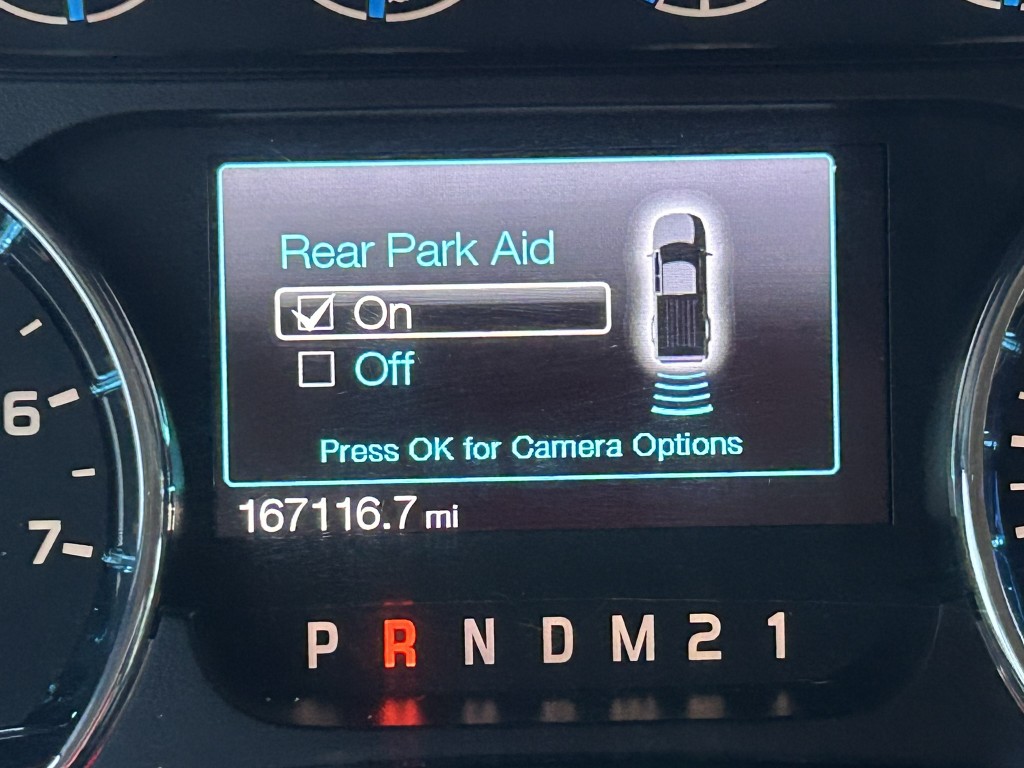 Rear Park Aid
On
Off
Press OK for Camera Options
167116.7 mi
6
7
P R N D M 2 1